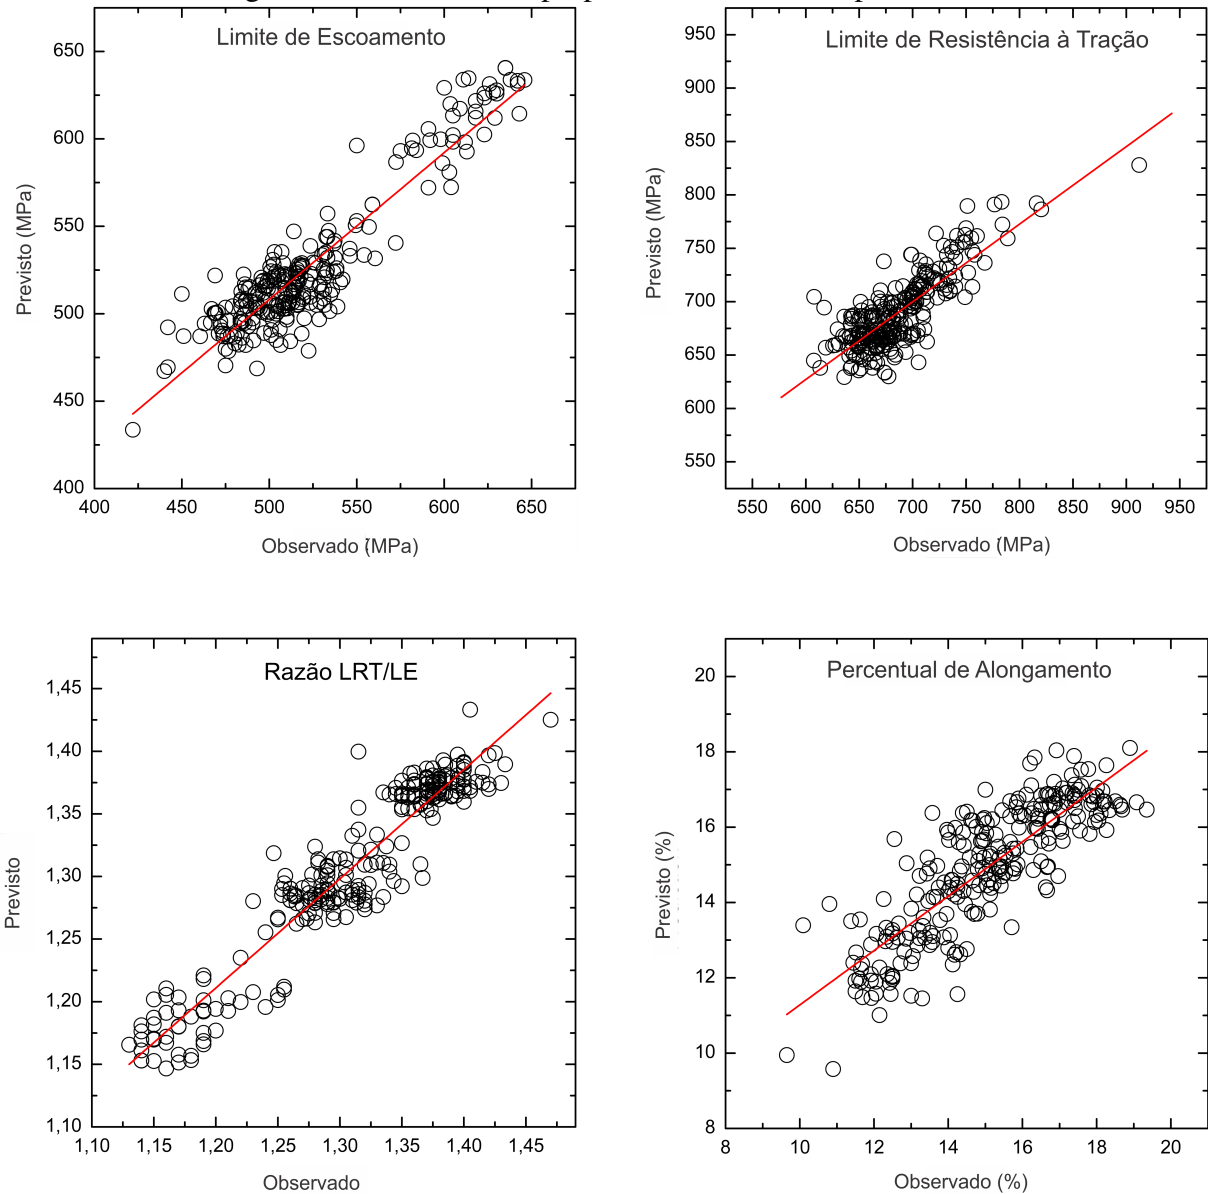 Limite de Escoamento
650
600
550
500
450
400
Previsto (MPa)
400 450 500 550 600 650
Observado (MPa)
Limite de Resistência à Tração
950
900
850
800
750
700
650
600
550
Previsto (MPa)
550 600 650 700 750 800 850 900 950
Observado (MPa)
Razão LRT/LE
1,45
1,40
1,35
1,30
1,25
1,20
1,15
1,10
Previsto
1,10 1,15 1,20 1,25 1,30 1,35 1,40 1,45
Observado
Percentual de Alongamento
20
18
16
14
12
10
8
Previsto (%)
8 10 12 14 16 18 20
Observado (%)